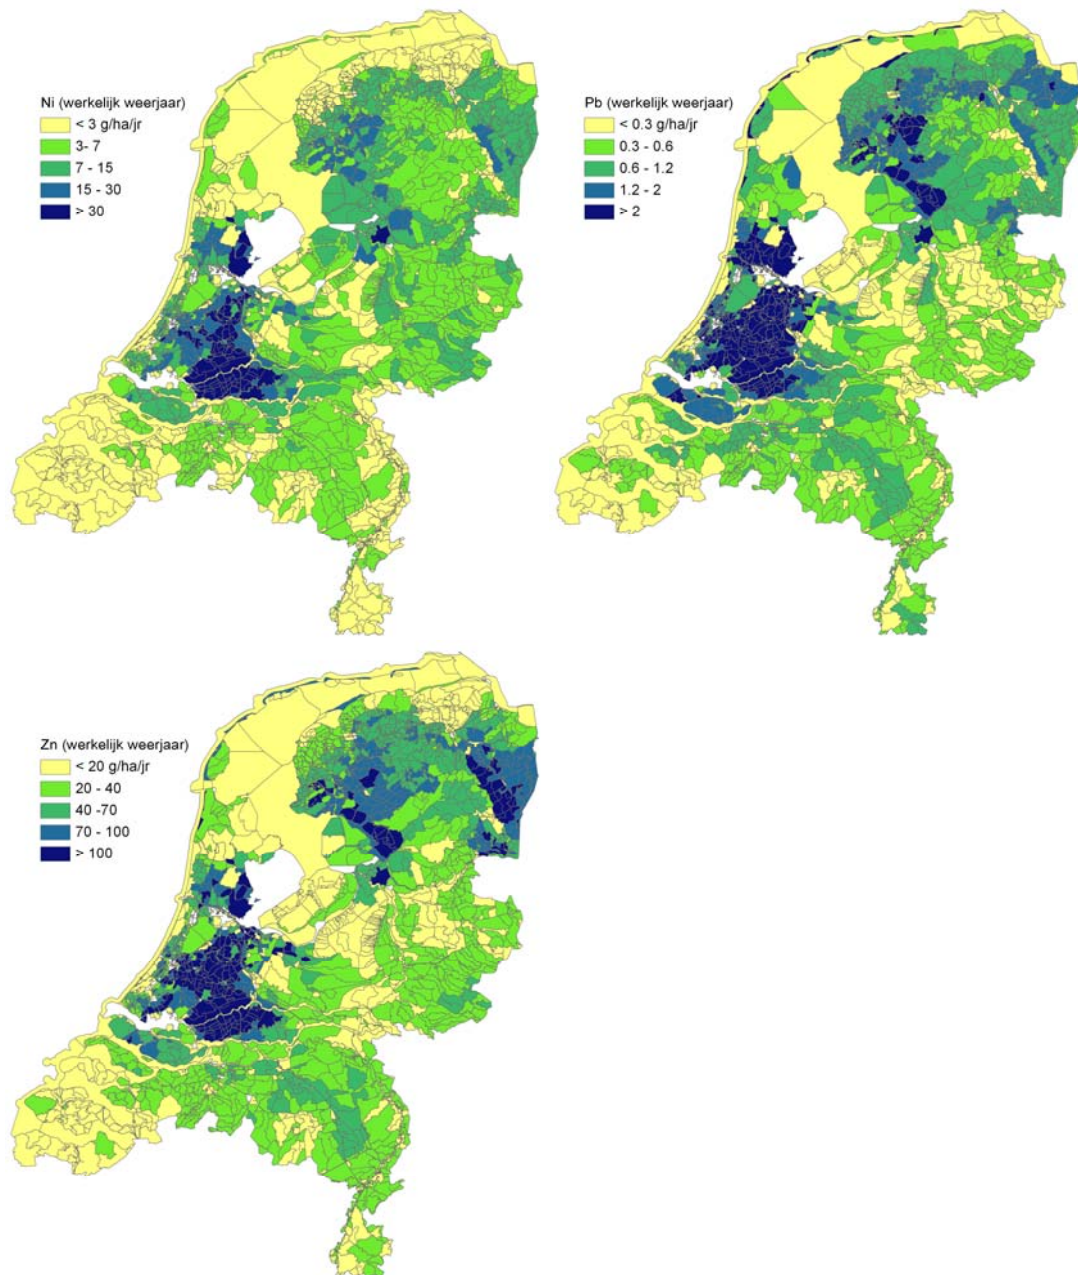 Ni (werkelijk weerjaar)
< 3 g/ha/jr
3- 7
7 - 15
15 - 30
> 30
Pb (werkelijk weerjaar)
< 0.3 g/ha/jr
0.3 - 0.6
0.6 - 1.2
1.2 - 2
> 2
Zn (werkelijk weerjaar)
< 20 g/ha/jr
20 - 40
40 -70
70 - 100
> 100